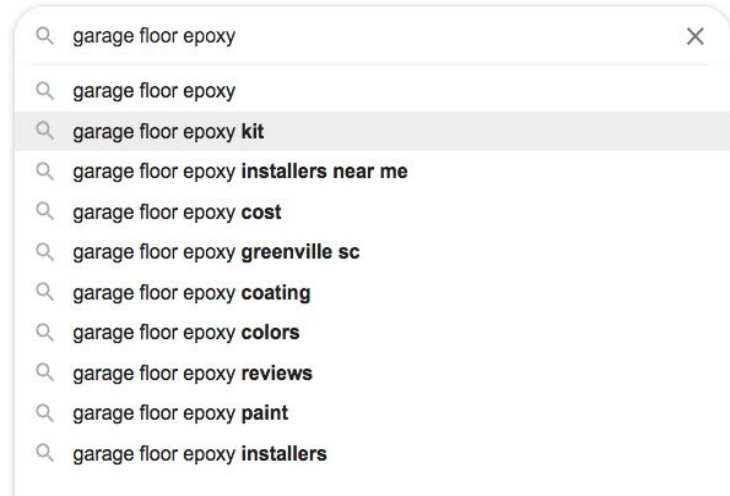 garage floor epoxy
garage floor epoxy
garage floor epoxy kit
garage floor epoxy installers near me
garage floor epoxy cost
garage floor epoxy greenville sc
garage floor epoxy coating
garage floor epoxy colors
garage floor epoxy reviews
garage floor epoxy paint
garage floor epoxy installers